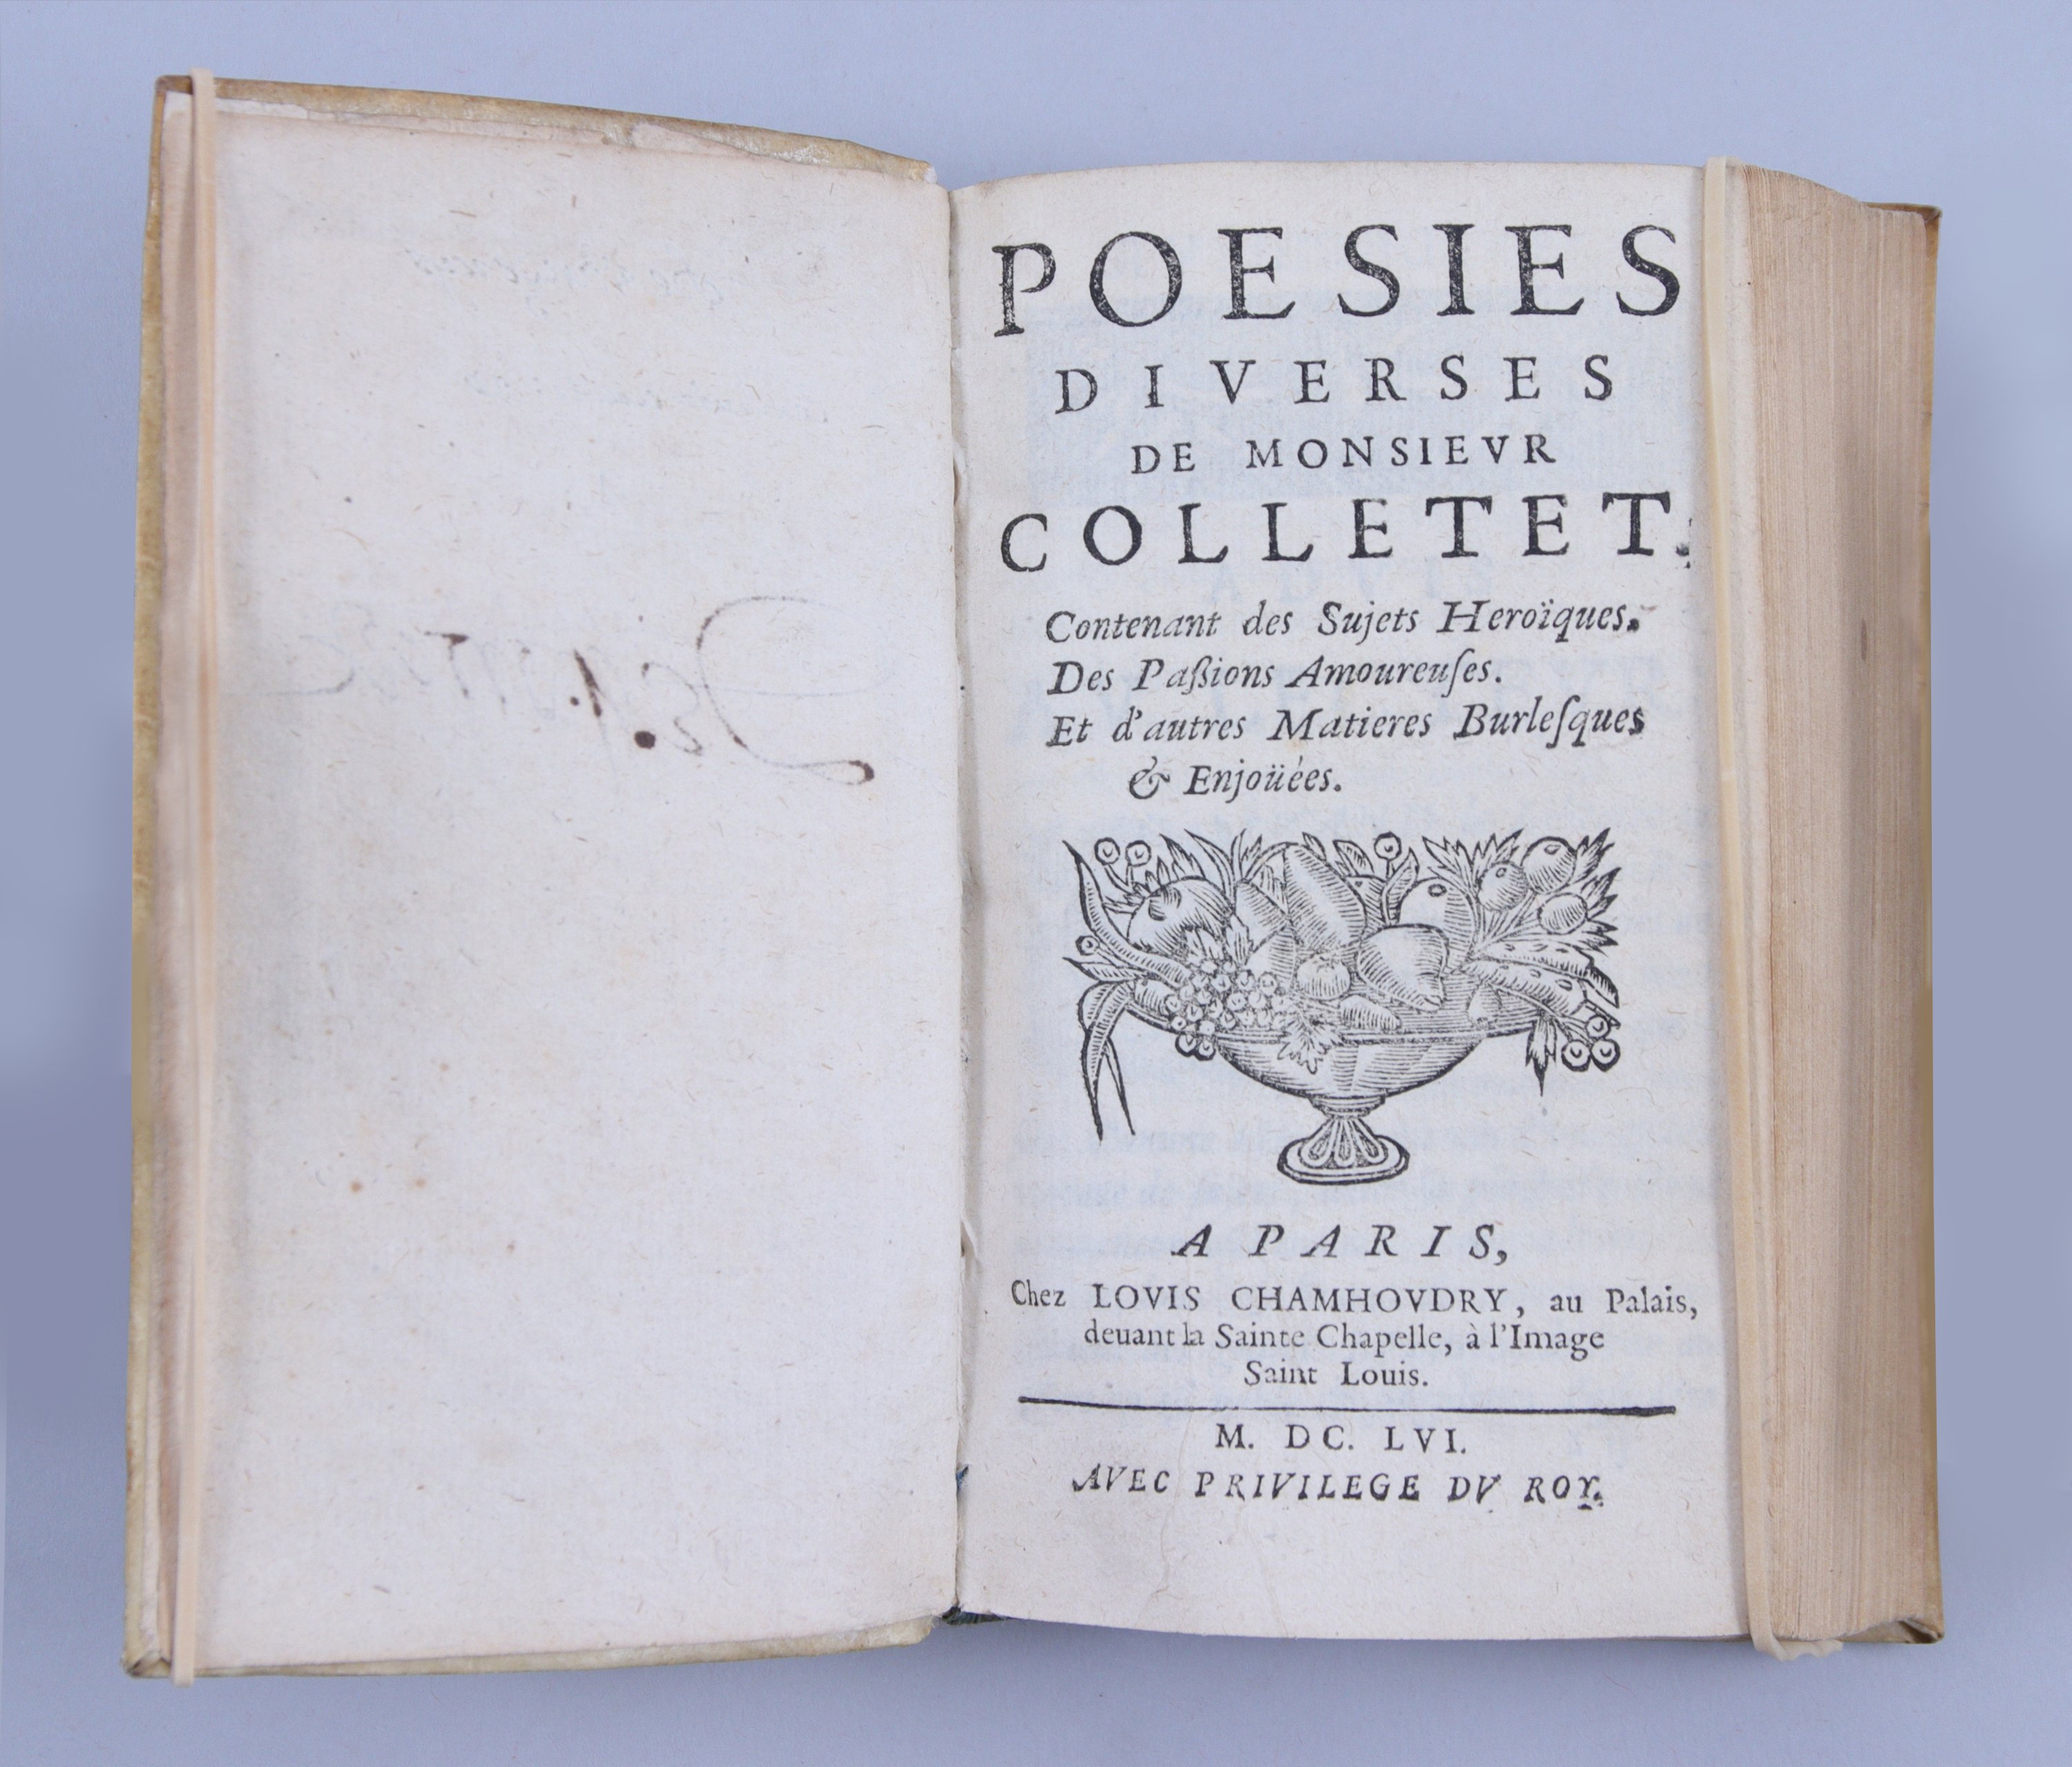 POESIES
DIVERSES
DE MONSIEVR
COLLETET.
Contenant des Sujets Heroïques.
Des Paßions Amoureuſes.
Et d'autres Matieres Burleſques
& Enjoüées.
A PARIS,
Chez LOVIS CHAMHOVDRY, au Palais,
deuant la Sainte Chapelle, à l'Image
Saint Louis.
M. DC. LVI.
AVEC PRIVILEGE DV ROY.